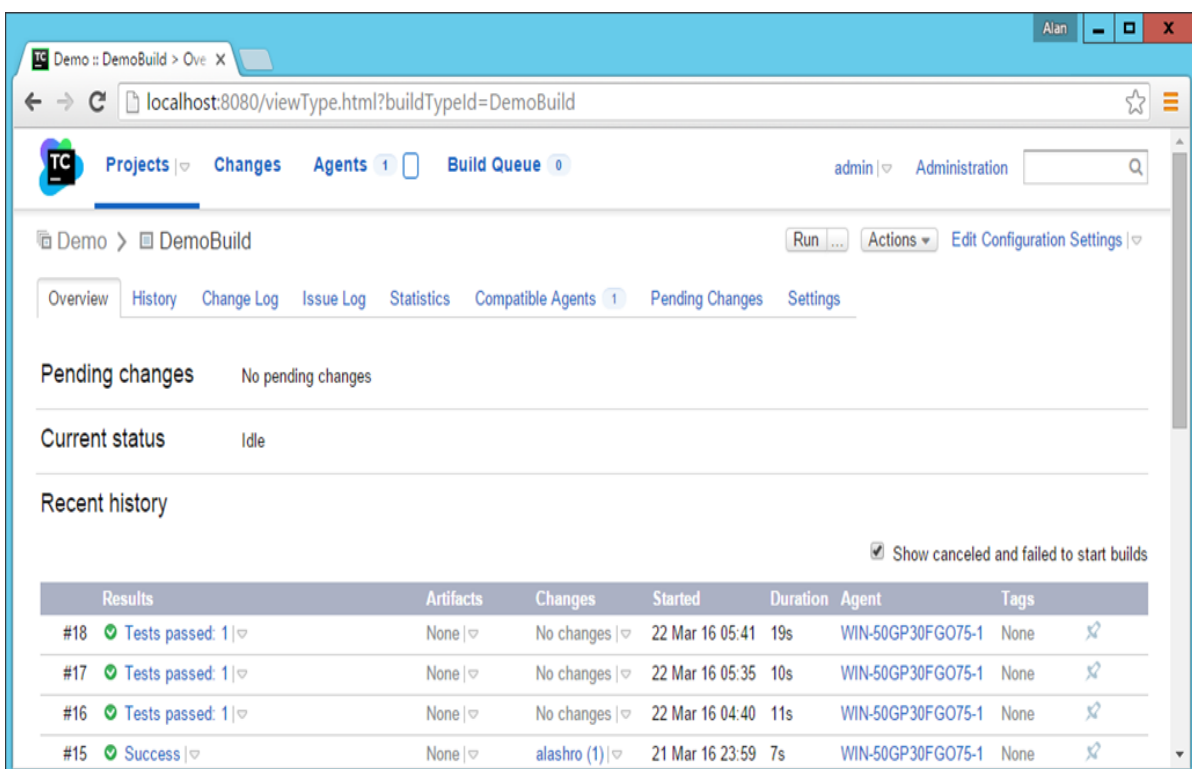 Alan
TC Demo :: DemoBuild > Ove X
localhost:8080/viewType.html?buildTypeId=DemoBuild
TC Projects Changes Agents 1 Build Queue 0 admin Administration
Demo > DemoBuild Run ... Actions Edit Configuration Settings
Overview History Change Log Issue Log Statistics Compatible Agents 1 Pending Changes Settings
Pending changes No pending changes
Current status Idle
Recent history
Show canceled and failed to start builds
Results Artifacts Changes Started Duration Agent Tags
#18 Tests passed: 1 None No changes 22 Mar 16 05:41 19s WIN-50GP30FGO75-1 None
#17 Tests passed: 1 None No changes 22 Mar 16 05:35 10s WIN-50GP30FGO75-1 None
#16 Tests passed: 1 None No changes 22 Mar 16 04:40 11s WIN-50GP30FGO75-1 None
#15 Success None alashro (1) 21 Mar 16 23:59 7s WIN-50GP30FGO75-1 None